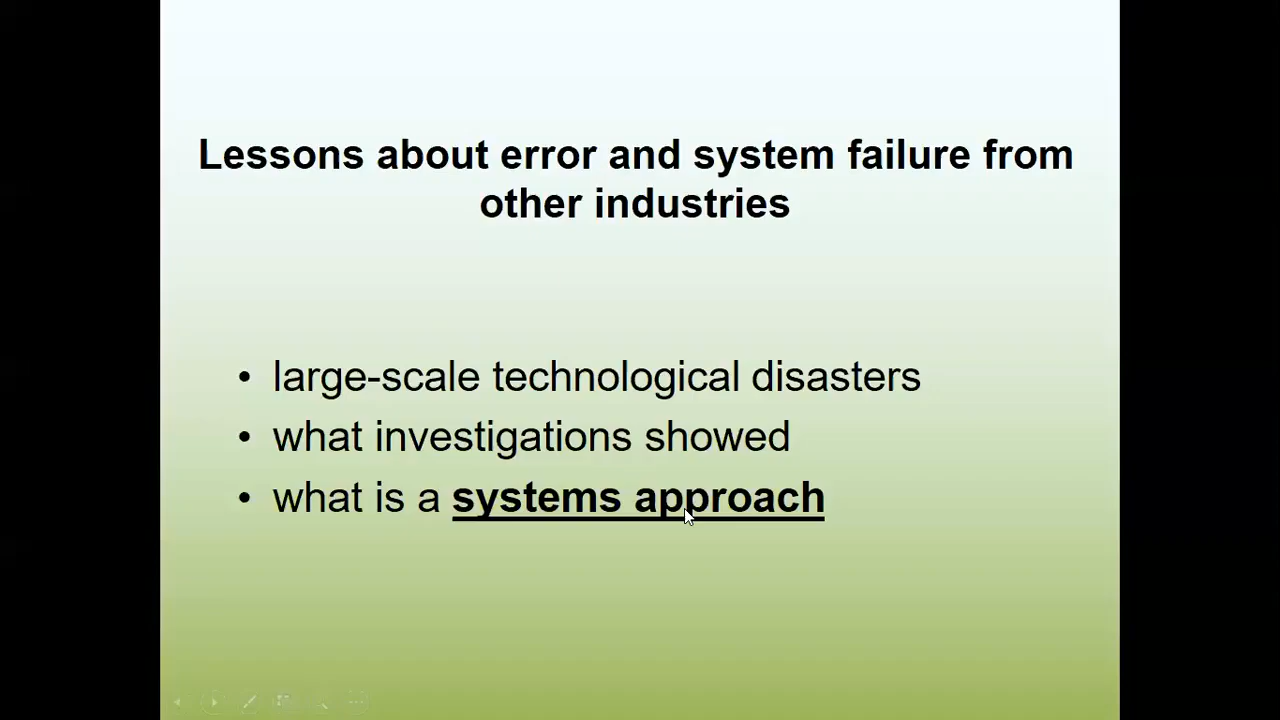 Lessons about error and system failure from
other industries
• large-scale technological disasters
• what investigations showed
• what is a systems approach